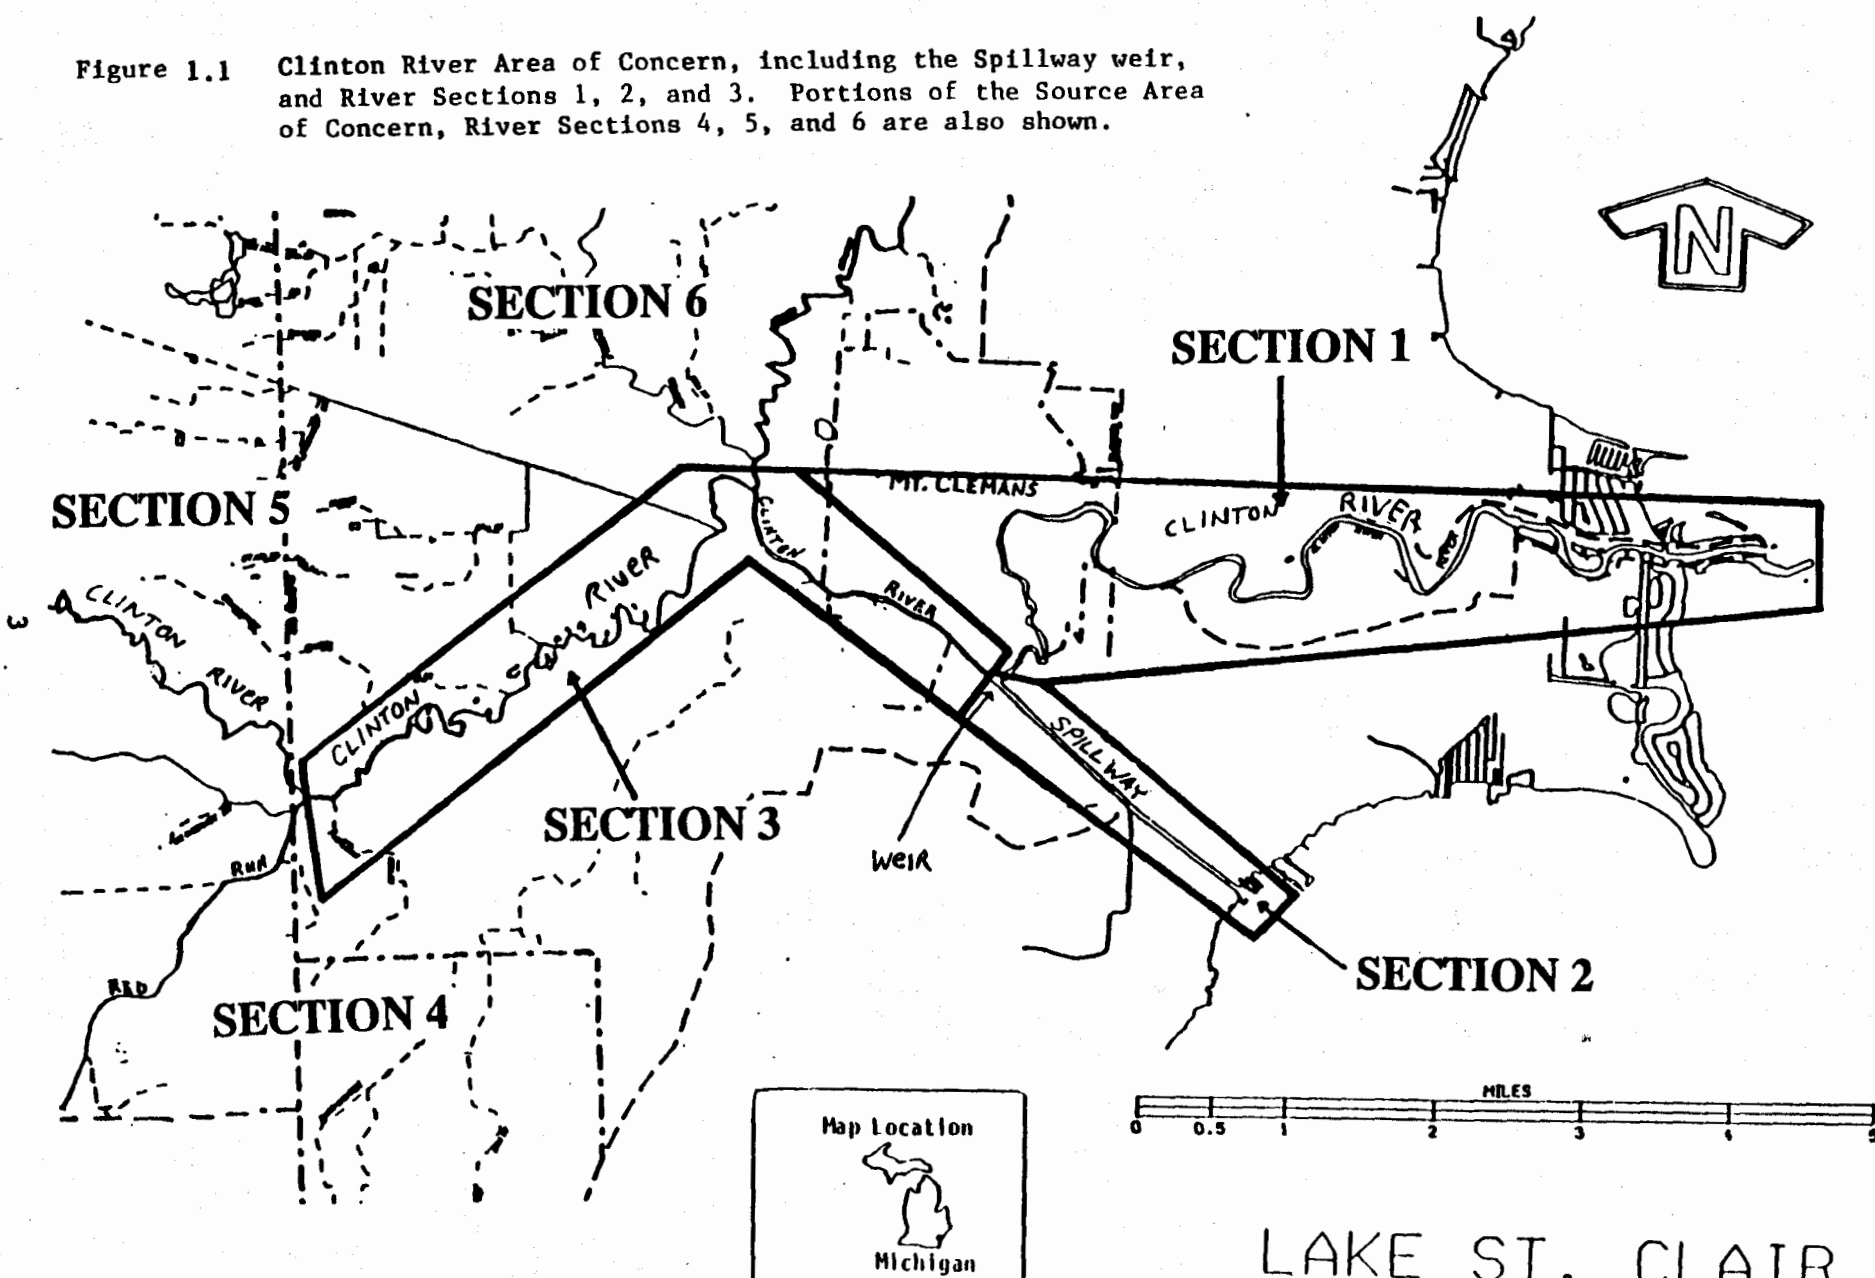 Figure 1.1 Clinton River Area of Concern, including the Spillway weir,
and River Sections 1, 2, and 3. Portions of the Source Area
of Concern, River Sections 4, 5, and 6 are also shown.
N
SECTION 6
SECTION 1
SECTION 5
MT. CLEMANS
CLINTON
RIVER
RIVER
CLINTON
RIVER
CLINTON
RIVER
CLINTON
RIVER
CLINTON
RIVER
3
SPILLWAY
SECTION 3
WEIR
RUN
RED
SECTION 2
SECTION 4
MILES
0 0.5 1 2 3 4 5
Map Location
Michigan
LAKE ST. CLAIR